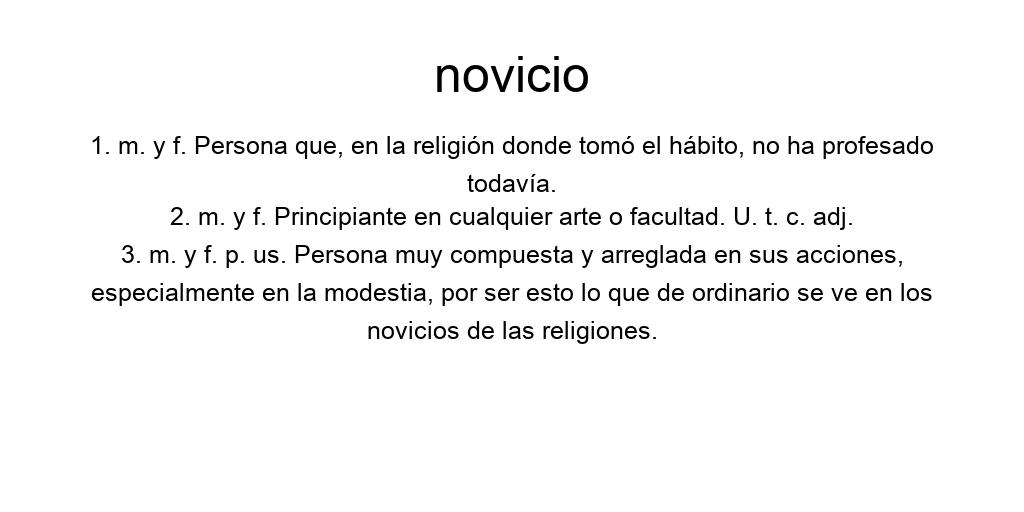 novicio
1. m. y f. Persona que, en la religión donde tomó el hábito, no ha profesado
todavía.
2. m. y f. Principiante en cualquier arte o facultad. U. t. c. adj.
3. m. y f. p. us. Persona muy compuesta y arreglada en sus acciones,
especialmente en la modestia, por ser esto lo que de ordinario se ve en los
novicios de las religiones.